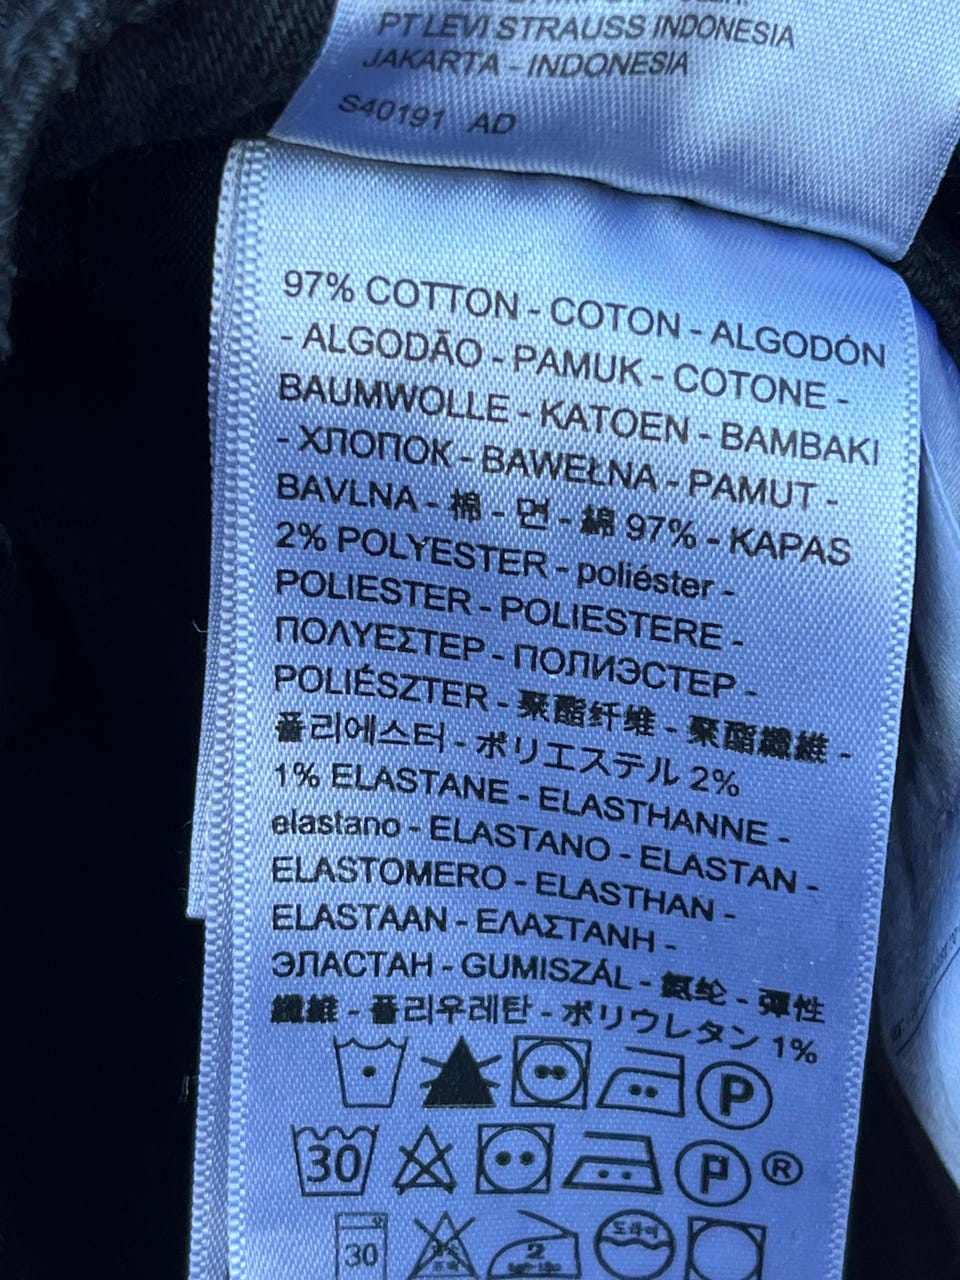 PT LEVI STRAUSS INDONESIA
JAKARTA - INDONESIA
S40191 AD
97% COTTON - COTON - ALGODÓN
- ALGODÃO - PAMUK - COTONE -
BAUMWOLLE - KATOEN - BAMBAKI
- ХЛОПОК - BAWEŁNA - PAMUT -
BAVLNA - 棉 - 면 - 綿 97% - KAPAS
2% POLYESTER - poliéster -
POLIESTER - POLIESTERE -
ΠΟΛΥΕΣΤΕΡ - ПОЛИЭСТЕР -
POLIÉSZTER - 聚酯纤维 - 聚酯纖維 -
폴리에스터 - ポリエステル 2%
1% ELASTANE - ELASTHANNE -
elastano - ELASTANO - ELASTAN -
ELASTOMERO - ELASTHAN -
ELASTAAN - ΕΛΑΣΤΑΝΗ -
ЭЛАСТАН - GUMISZÁL - 氨纶 - 彈性
纖維 - 폴리우레탄 - ポリウレタン 1%
P
30 P ®
30 2 드라이